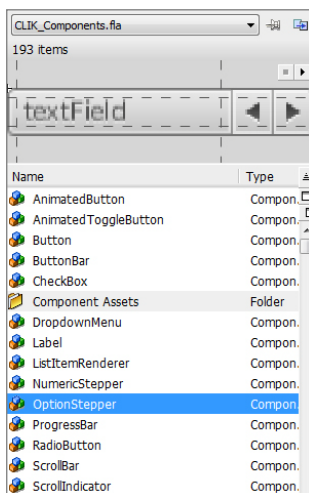 CLIK_Components.fla
193 items
textField
Name Type
AnimatedButton Compon.
AnimatedToggleButton Compon.
Button Compon.
ButtonBar Compon.
CheckBox Compon.
Component Assets Folder
DropdownMenu Compon.
Label Compon.
ListItemRenderer Compon.
NumericStepper Compon.
OptionStepper Compon.
ProgressBar Compon.
RadioButton Compon.
ScrollBar Compon.
ScrollIndicator Compon.